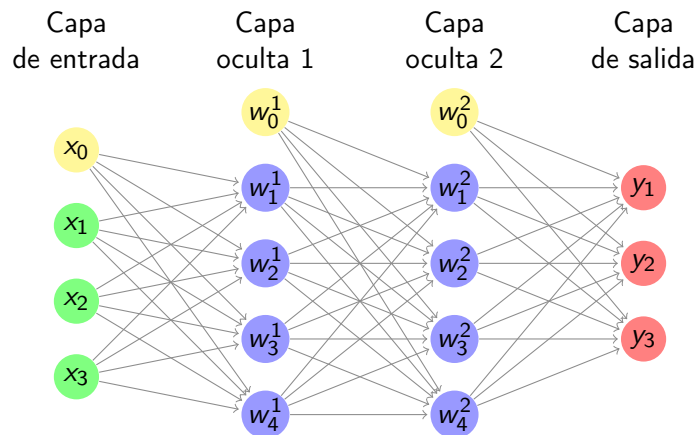 Capa de entrada
Capa oculta 1
Capa oculta 2
Capa de salida
x₀
x₁
x₂
x₃
w₀¹
w₁¹
w₂¹
w₃¹
w₄¹
w₀²
w₁²
w₂²
w₃²
w₄²
y₁
y₂
y₃